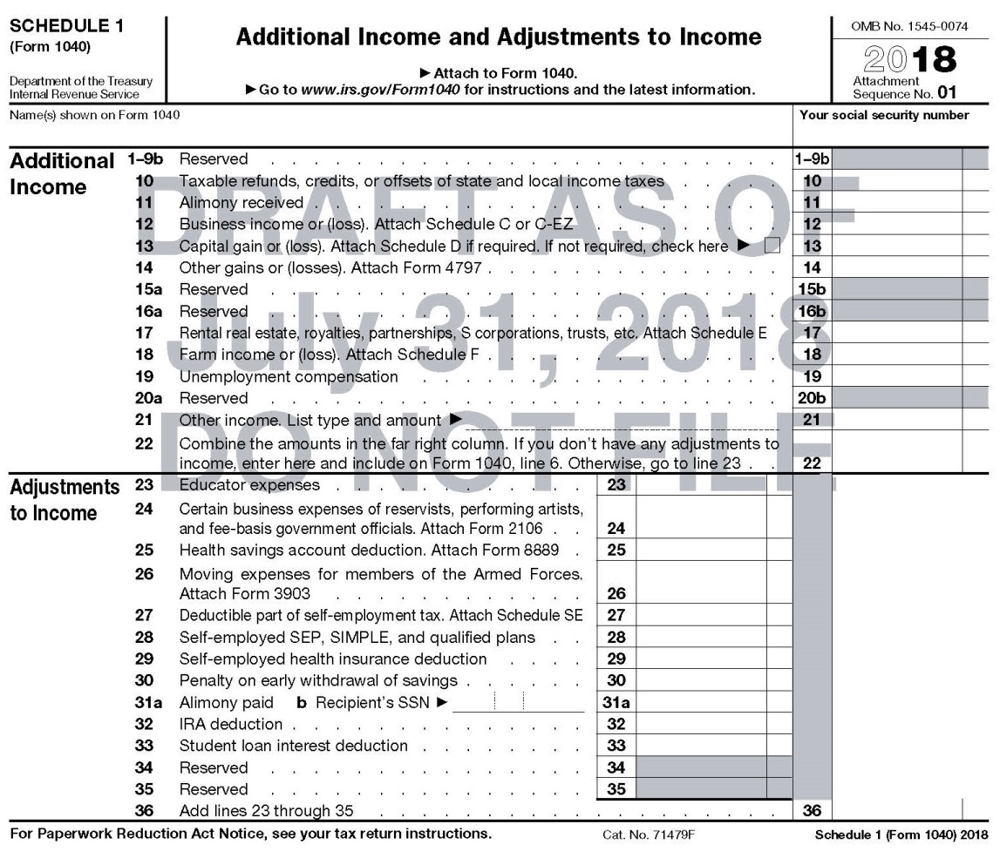 SCHEDULE 1
(Form 1040)
Department of the Treasury
Internal Revenue Service
Additional Income and Adjustments to Income
▶ Attach to Form 1040.
▶ Go to www.irs.gov/Form1040 for instructions and the latest information.
OMB No. 1545-0074
2018
Attachment
Sequence No. 01
Name(s) shown on Form 1040
Your social security number
DRAFT AS OF
July 31, 2018
DO NOT FILE
Additional
Income
1–9b Reserved . . . . . . . . . . . . . . . . . . 1–9b
10 Taxable refunds, credits, or offsets of state and local income taxes . . . . . 10
11 Alimony received . . . . . . . . . . . . . . . . 11
12 Business income or (loss). Attach Schedule C or C-EZ . . . . . . . . . 12
13 Capital gain or (loss). Attach Schedule D if required. If not required, check here ▶ □ 13
14 Other gains or (losses). Attach Form 4797 . . . . . . . . . . . . . . 14
15a Reserved . . . . . . . . . . . . . . . . . . 15b
16a Reserved . . . . . . . . . . . . . . . . . . 16b
17 Rental real estate, royalties, partnerships, S corporations, trusts, etc. Attach Schedule E 17
18 Farm income or (loss). Attach Schedule F . . . . . . . . . . . . . . 18
19 Unemployment compensation . . . . . . . . . . . . . . . . . 19
20a Reserved . . . . . . . . . . . . . . . . . . 20b
21 Other income. List type and amount ▶ 21
22 Combine the amounts in the far right column. If you don’t have any adjustments to
income, enter here and include on Form 1040, line 6. Otherwise, go to line 23 . . 22
Adjustments
to Income
23 Educator expenses . . . . . . . . . . . . 23
24 Certain business expenses of reservists, performing artists,
and fee-basis government officials. Attach Form 2106 . . 24
25 Health savings account deduction. Attach Form 8889 . 25
26 Moving expenses for members of the Armed Forces.
Attach Form 3903 . . . . . . . . . . . . 26
27 Deductible part of self-employment tax. Attach Schedule SE 27
28 Self-employed SEP, SIMPLE, and qualified plans . . 28
29 Self-employed health insurance deduction . . . . 29
30 Penalty on early withdrawal of savings . . . . . . 30
31a Alimony paid b Recipient’s SSN ▶ 31a
32 IRA deduction . . . . . . . . . . . . . . 32
33 Student loan interest deduction . . . . . . . . 33
34 Reserved . . . . . . . . . . . . . . . 34
35 Reserved . . . . . . . . . . . . . . . 35
36 Add lines 23 through 35 . . . . . . . . . . . . . . . . . . . 36
For Paperwork Reduction Act Notice, see your tax return instructions.
Cat. No. 71479F
Schedule 1 (Form 1040) 2018